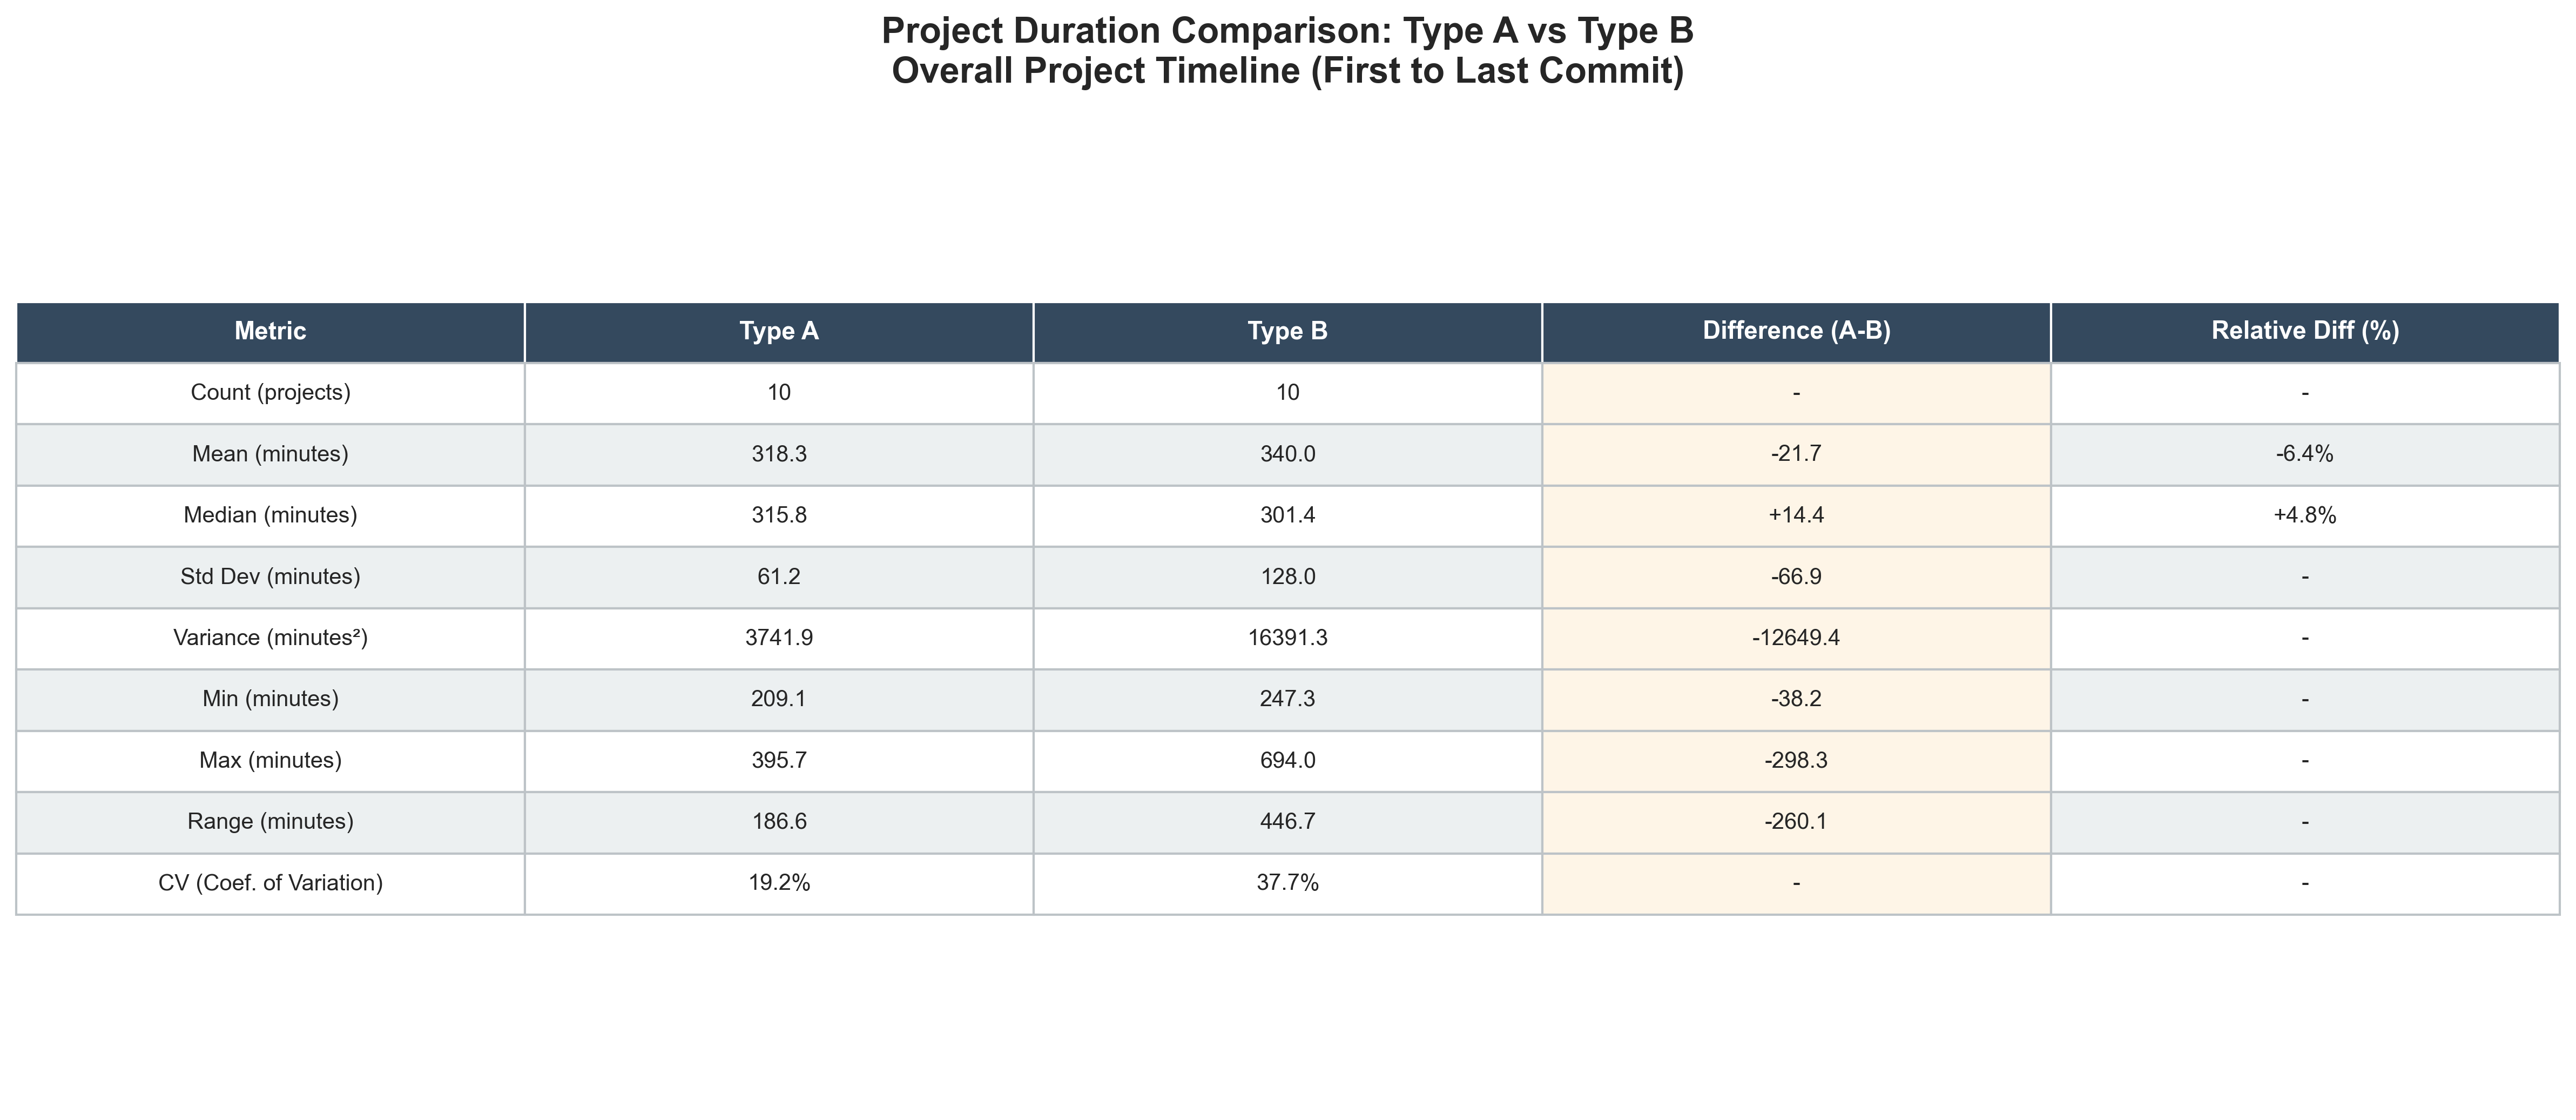 Project Duration Comparison: Type A vs Type B
Overall Project Timeline (First to Last Commit)
Metric Type A Type B Difference (A-B) Relative Diff (%)
Count (projects) 10 10 - -
Mean (minutes) 318.3 340.0 -21.7 -6.4%
Median (minutes) 315.8 301.4 +14.4 +4.8%
Std Dev (minutes) 61.2 128.0 -66.9 -
Variance (minutes²) 3741.9 16391.3 -12649.4 -
Min (minutes) 209.1 247.3 -38.2 -
Max (minutes) 395.7 694.0 -298.3 -
Range (minutes) 186.6 446.7 -260.1 -
CV (Coef. of Variation) 19.2% 37.7% - -